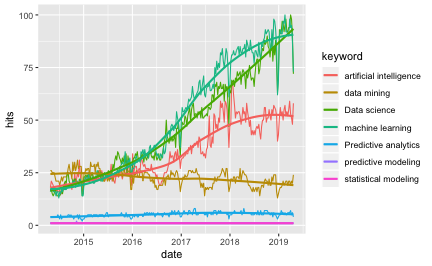 100
75
50
25
0
hits
2015
2016
2017
2018
2019
date
keyword
artificial intelligence
data mining
Data science
machine learning
Predictive analytics
predictive modeling
statistical modeling